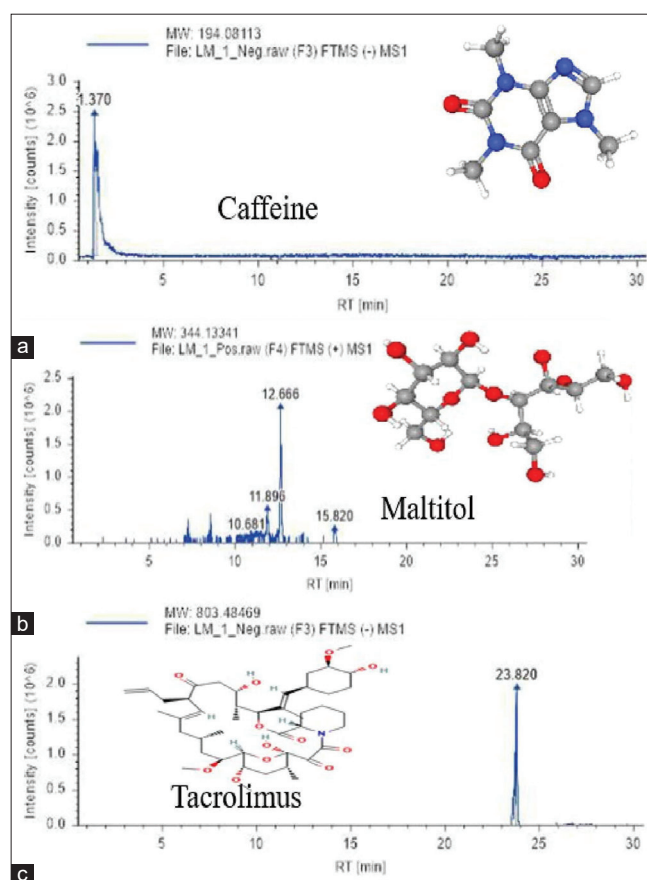 MW: 194.08113
File: LM_1_Neg.raw (F3) FTMS (-) MS1
Intensity [counts] (10^6)
3.0
2.5
2.0
1.5
1.0
0.5
0.0
1.370
Caffeine
5
10
15
20
25
30
RT [min]
a
MW: 344.13341
File: LM_1_Pos.raw (F4) FTMS (+) MS1
Intensity [counts] (10^6)
2.5
2.0
1.5
1.0
0.5
0.0
12.666
11.896
10.681
15.820
Maltitol
5
10
15
20
25
30
RT [min]
b
MW: 803.48469
File: LM_1_Neg.raw (F3) FTMS (-) MS1
Intensity [counts] (10^6)
2.0
1.5
1.0
0.5
0.0
23.820
Tacrolimus
5
10
15
20
25
30
RT [min]
c